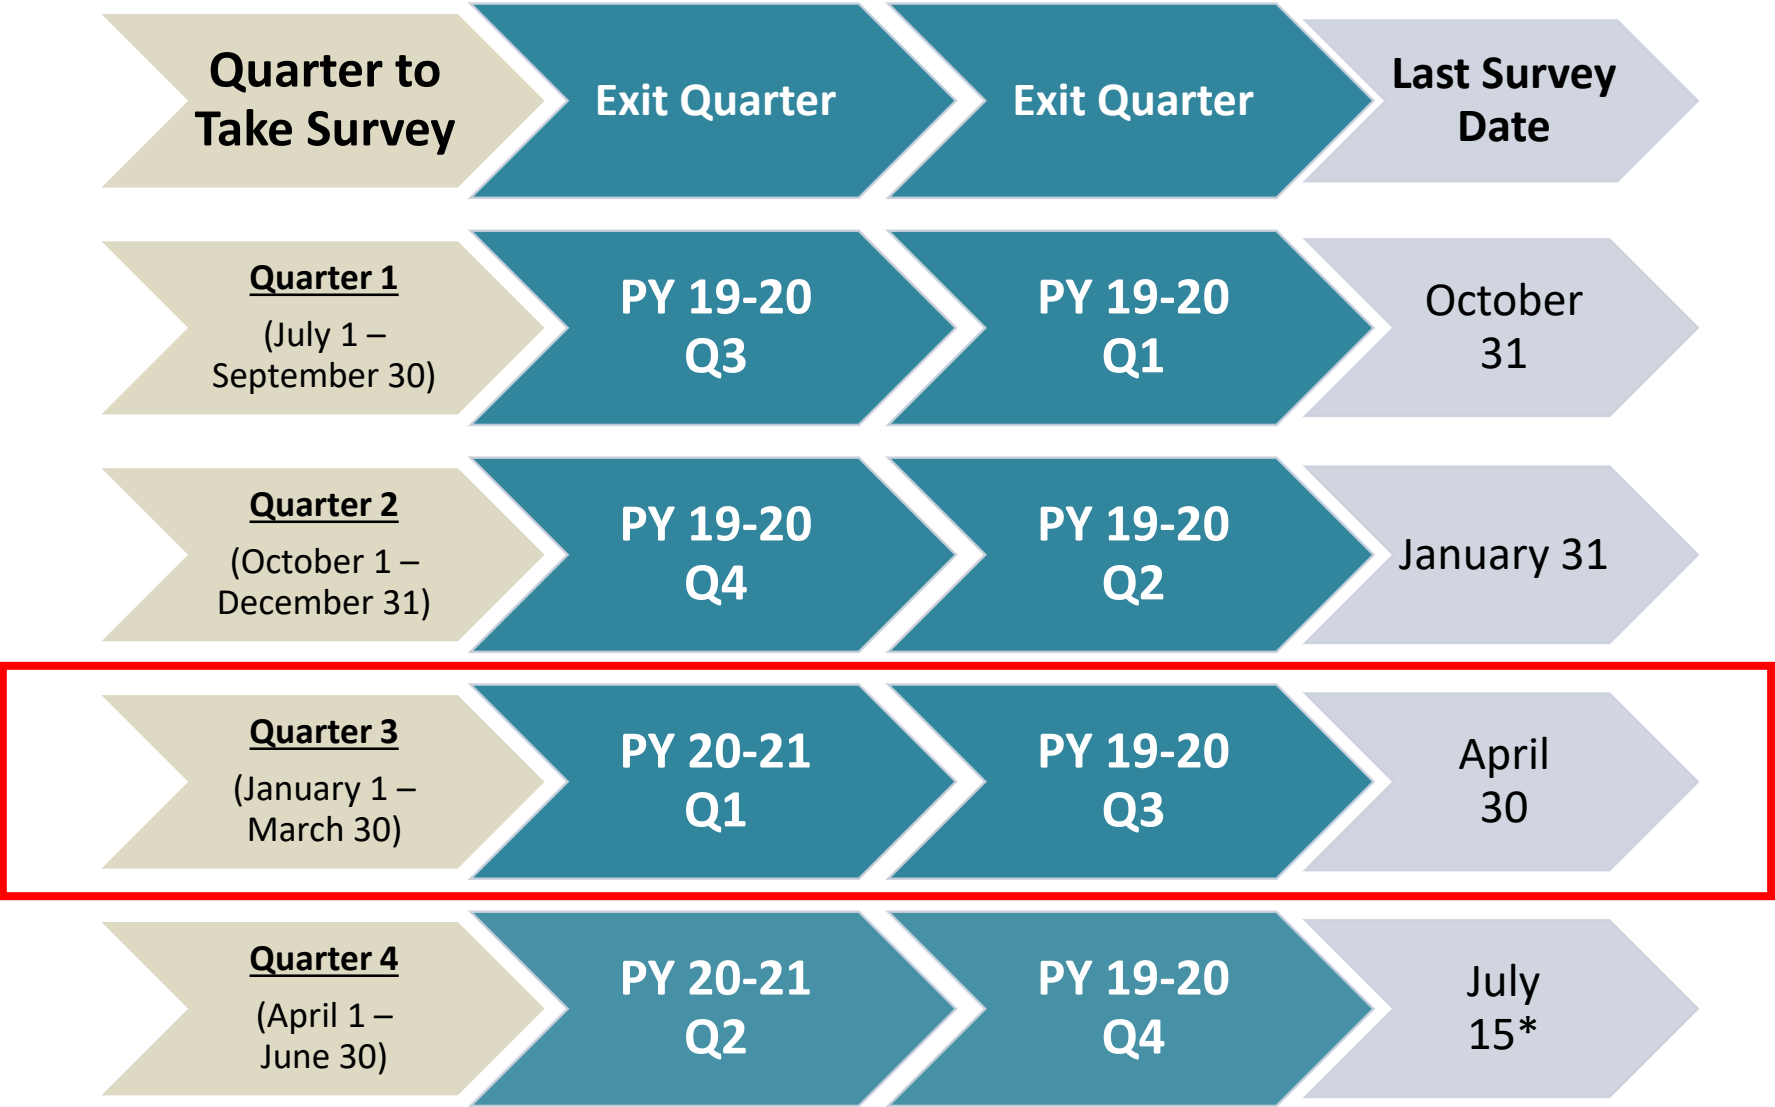 Quarter to
Take Survey
Exit Quarter
Exit Quarter
Last Survey
Date
Quarter 1
(July 1 –
September 30)
PY 19-20
Q3
PY 19-20
Q1
October
31
Quarter 2
(October 1 –
December 31)
PY 19-20
Q4
PY 19-20
Q2
January 31
Quarter 3
(January 1 –
March 30)
PY 20-21
Q1
PY 19-20
Q3
April
30
Quarter 4
(April 1 –
June 30)
PY 20-21
Q2
PY 19-20
Q4
July
15*